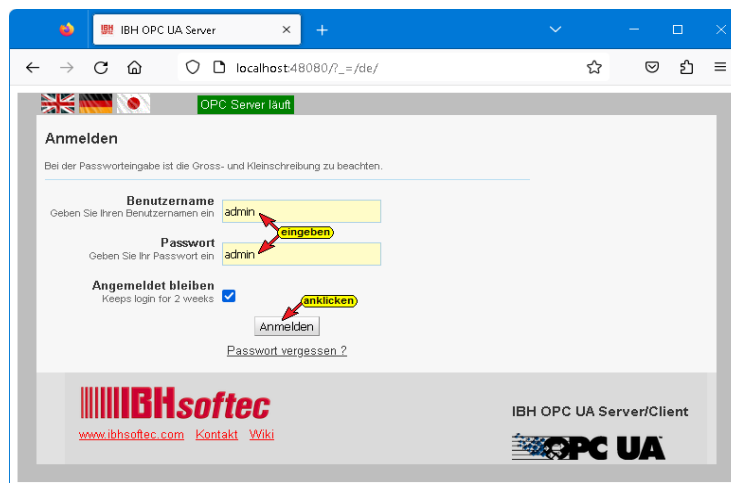 IBH OPC UA Server
localhost:48080/?_=/de/
OPC Server läuft
Anmelden
Bei der Passworteingabe ist die Gross- und Kleinschreibung zu beachten.
Benutzername
Geben Sie Ihren Benutzernamen ein admin
eingeben
Passwort
Geben Sie Ihr Passwort ein admin
Angemeldet bleiben
Keeps login for 2 weeks
anklicken
Anmelden
Passwort vergessen ?
IBHsoftec
www.ibhsoftec.com Kontakt Wiki
IBH OPC UA Server/Client
OPC UA